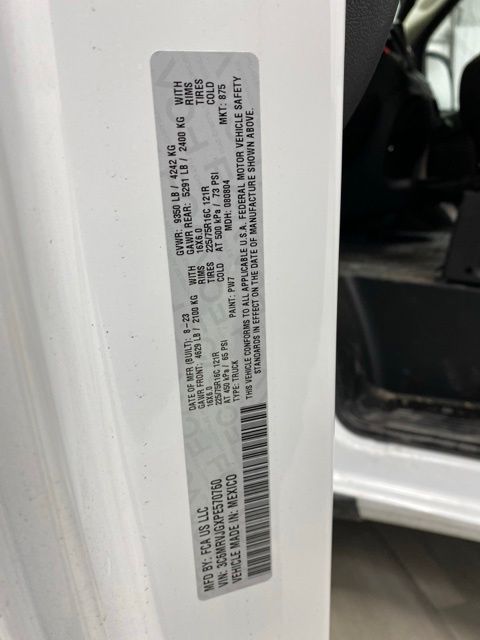 MFD BY: FCA US LLC
DATE OF MFR (BUILT): 8-23
GVWR: 9350 LB / 4242 KG
GAWR FRONT: 4629 LB / 2100 KG WITH
16X6.0 RIMS
225/75R16C 121R TIRES
AT 450 kPa / 65 PSI COLD
GAWR REAR: 5291 LB / 2400 KG WITH
16X6.0 RIMS
225/75R16C 121R TIRES
AT 500 kPa / 73 PSI COLD
VIN: 3C6MRVJGXPE570760
TYPE: TRUCK
PAINT: PW7
MDH: 080804
MKT: 875
VEHICLE MADE IN: MEXICO
THIS VEHICLE CONFORMS TO ALL APPLICABLE U.S.A. FEDERAL MOTOR VEHICLE SAFETY
STANDARDS IN EFFECT ON THE DATE OF MANUFACTURE SHOWN ABOVE.